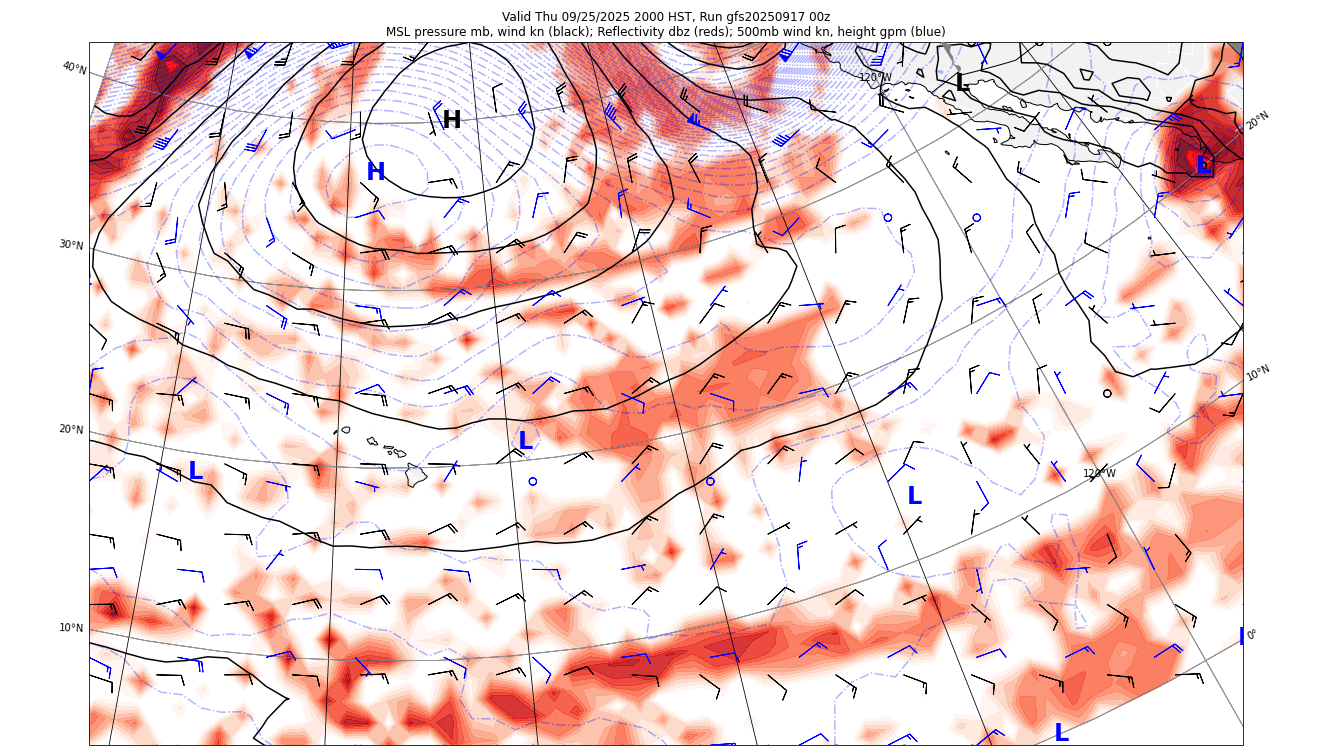 Valid Thu 09/25/2025 2000 HST, Run gfs20250917 00z
MSL pressure mb, wind kn (black); Reflectivity dbz (reds); 500mb wind kn, height gpm (blue)
40°N
120°W
L
H
20°N
H
L
30°N
10°N
20°N
L
L
120°W
L
10°N
0°
L